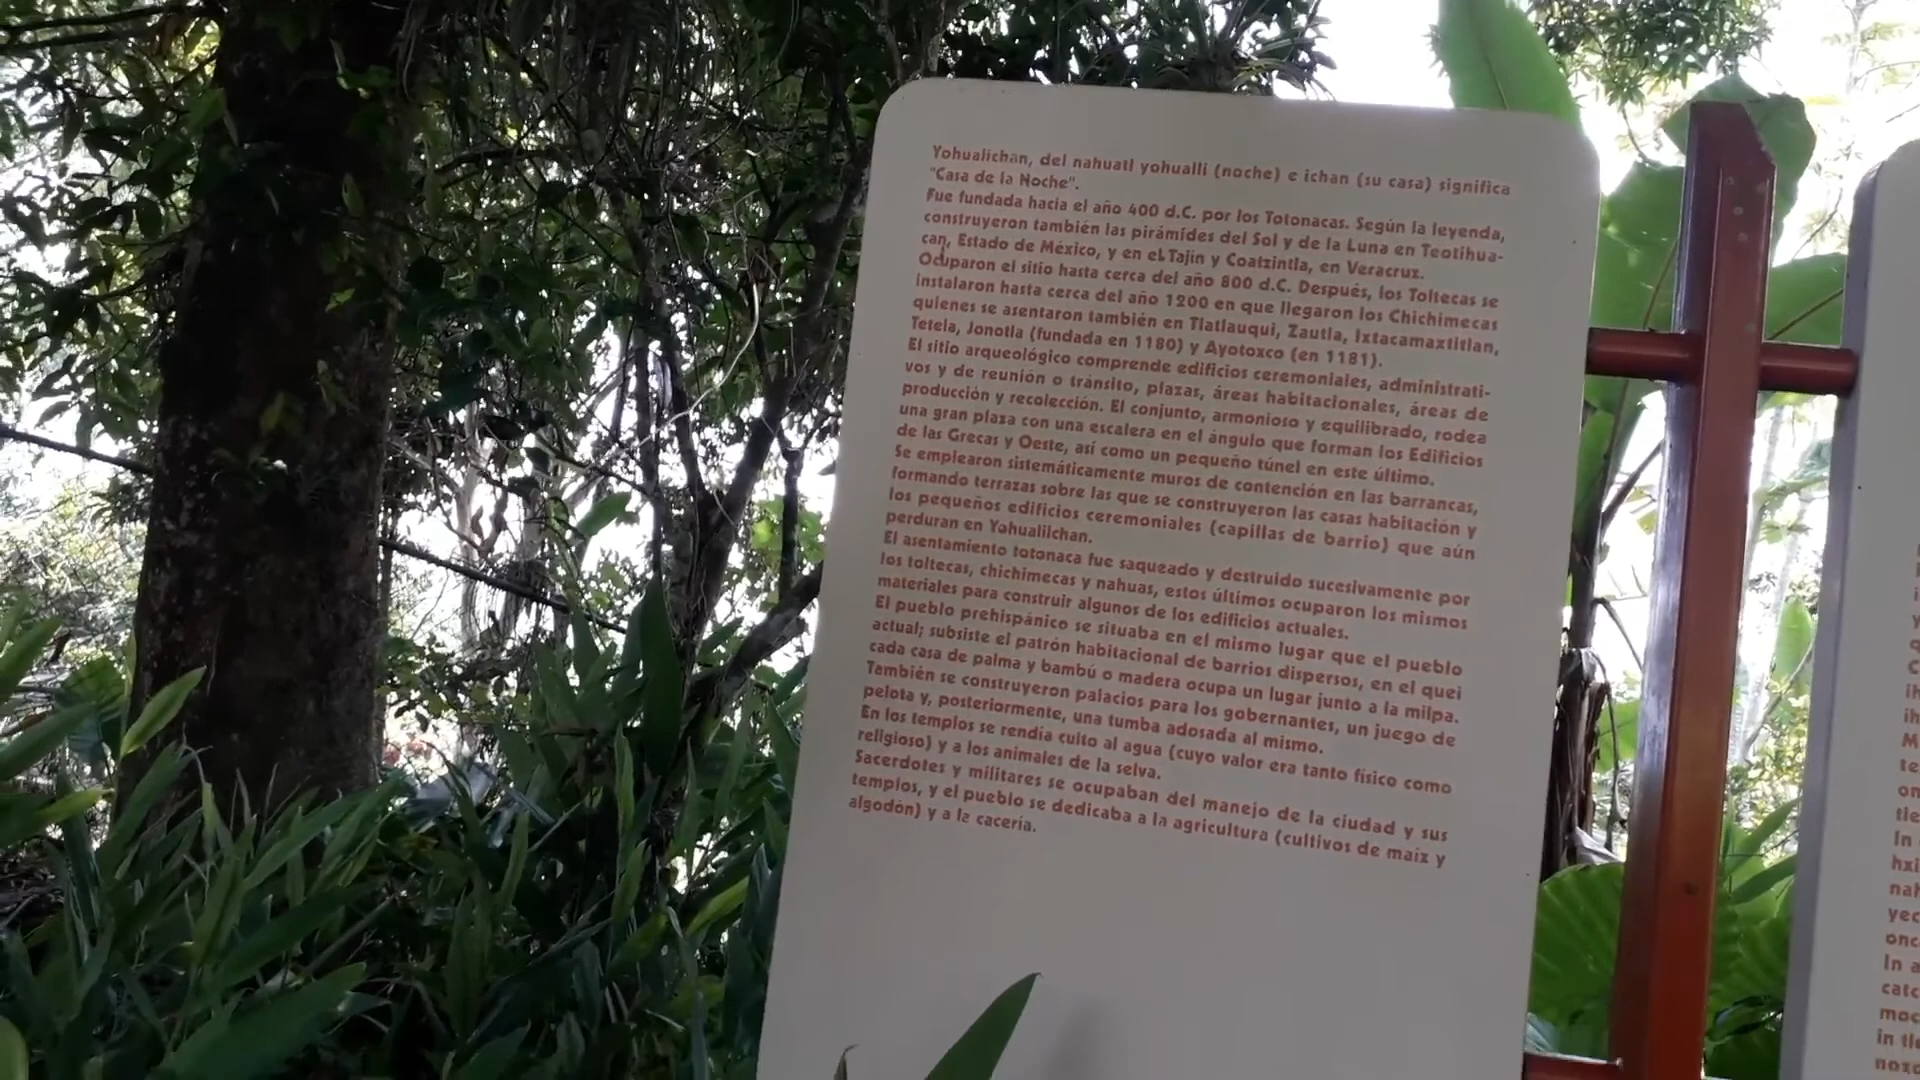 Yohualichan, del nahuatl yohualli (noche) e ichan (su casa) significa
"Casa de la Noche".
Fue fundada hacia el año 400 d.C. por los Totonacas. Según la leyenda,
construyeron también las pirámides del Sol y de la Luna en Teotihua-
can, Estado de México, y en el Tajín y Coatzintla, en Veracruz.
Ocuparon el sitio hasta cerca del año 800 d.C. Después, los Toltecas se
instalaron hasta cerca del año 1200 en que llegaron los Chichimecas
quienes se asentaron también en Tlatlauqui, Zautla, Ixtacamaxtitlan,
Tetela, Jonotla (fundada en 1180) y Ayotoxco (en 1181).
El sitio arqueológico comprende edificios ceremoniales, administrati-
vos y de reunión o tránsito, plazas, áreas habitacionales, áreas de
producción y recolección. El conjunto, armonioso y equilibrado, rodea
una gran plaza con una escalera en el ángulo que forman los Edificios
de las Grecas y Oeste, así como un pequeño túnel en este último.
Se emplearon sistemáticamente muros de contención en las barrancas,
formando terrazas sobre las que se construyeron las casas habitación y
los pequeños edificios ceremoniales (capillas de barrio) que aún
perduran en Yohualilchan.
El asentamiento totonaca fue saqueado y destruido sucesivamente por
los toltecas, chichimecas y nahuas, estos últimos ocuparon los mismos
materiales para construir algunos de los edificios actuales.
El pueblo prehispánico se situaba en el mismo lugar que el pueblo
actual; subsiste el patrón habitacional de barrios dispersos, en el quei
cada casa de palma y bambú o madera ocupa un lugar junto a la milpa.
También se construyeron palacios para los gobernantes, un juego de
pelota y, posteriormente, una tumba adosada al mismo.
En los templos se rendía culto al agua (cuyo valor era tanto físico como
religioso) y a los animales de la selva.
Sacerdotes y militares se ocupaban del manejo de la ciudad y sus
templos, y el pueblo se dedicaba a la agricultura (cultivos de maíz y
algodón) y a la cacería.